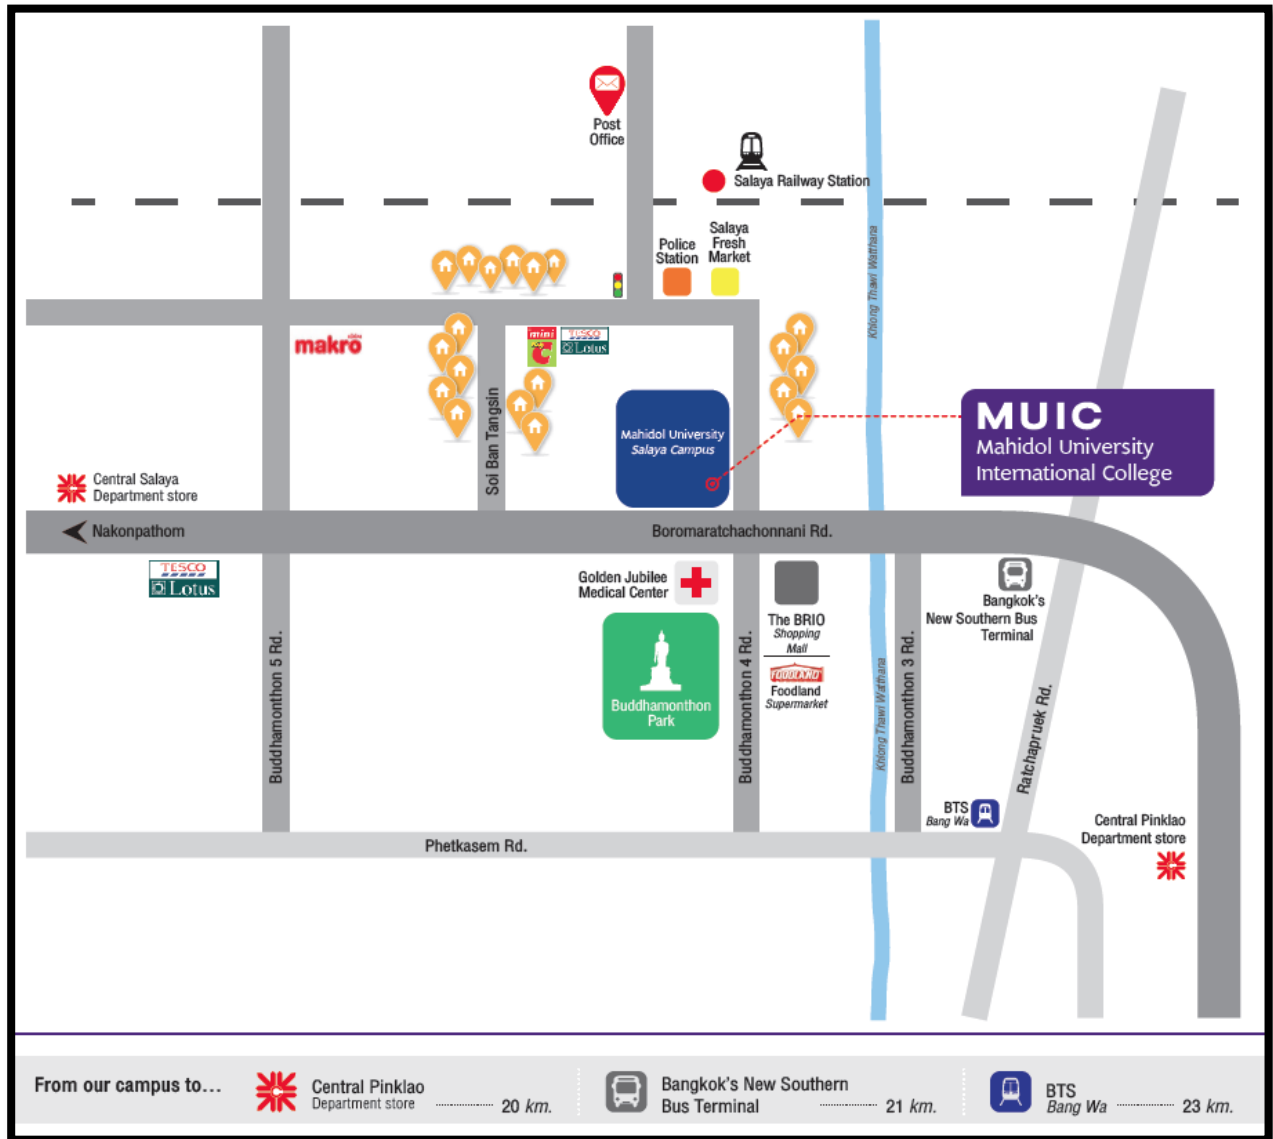 Post
Office
Salaya Railway Station
Police
Station
Salaya
Fresh
Market
Khlong Thawi Watthana
makro
mini
C
TESCO
Lotus
Soi Ban Tangsin
Mahidol University
Salaya Campus
MUIC
Mahidol University
International College
Central Salaya
Department store
Nakonpathom
Boromaratchachonnani Rd.
TESCO
Lotus
Golden Jubilee
Medical Center
The BRIO
Shopping
Mall
FOODLAND
Foodland
Supermarket
Bangkok's
New Southern Bus
Terminal
Buddhamonthon
Park
Buddhamonthon 5 Rd.
Buddhamonthon 4 Rd.
Khlong Thawi Watthana
Buddhamonthon 3 Rd.
Ratchapruek Rd.
BTS
Bang Wa
Central Pinklao
Department store
Phetkasem Rd.
From our campus to...
Central Pinklao
Department store 20 km.
Bangkok's New Southern
Bus Terminal 21 km.
BTS
Bang Wa 23 km.